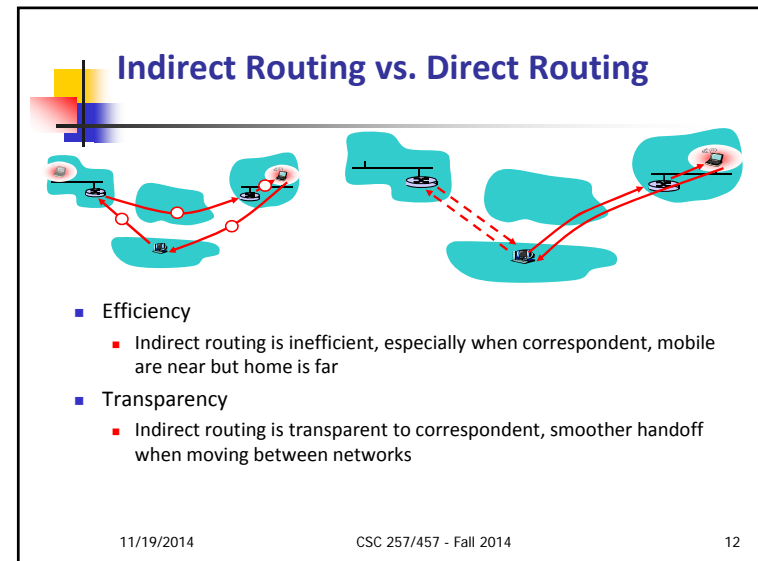 Indirect Routing vs. Direct Routing
Efficiency
Indirect routing is inefficient, especially when correspondent, mobile
are near but home is far
Transparency
Indirect routing is transparent to correspondent, smoother handoff
when moving between networks
11/19/2014 CSC 257/457 - Fall 2014 12